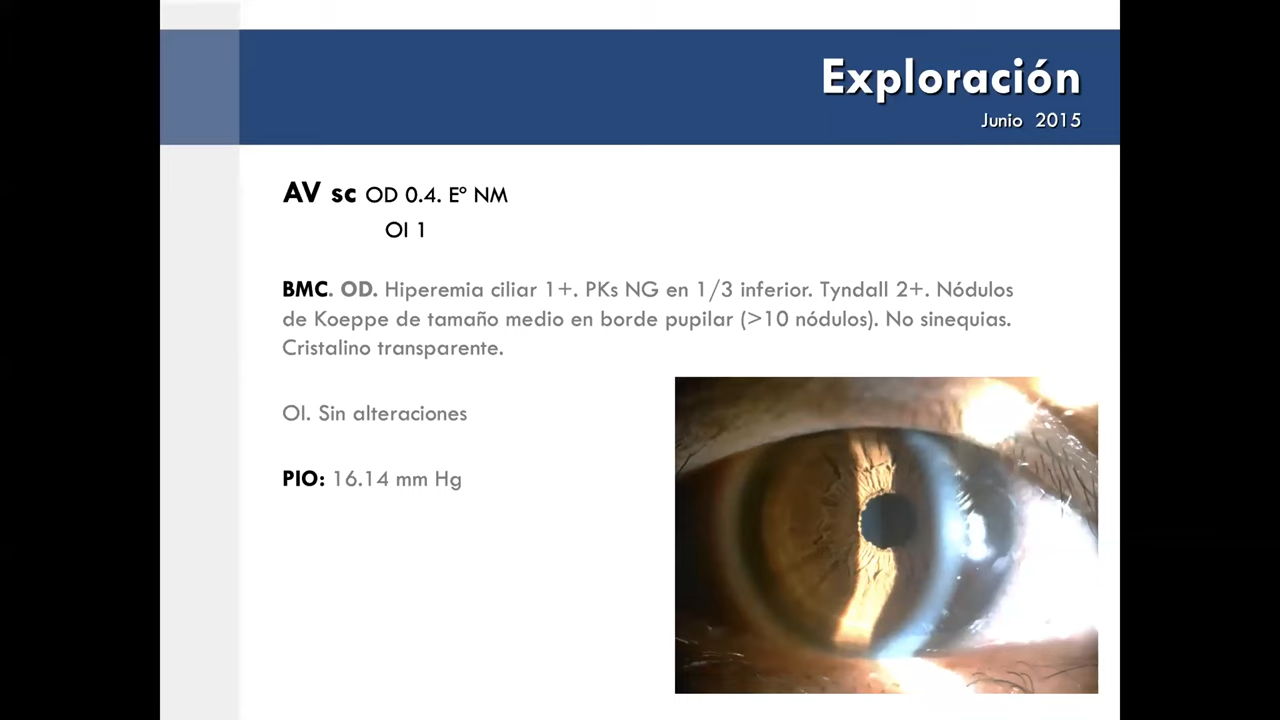 Exploración
Junio 2015
AV sc OD 0.4. Eº NM
OI 1
BMC. OD. Hiperemia ciliar 1+. PKs NG en 1/3 inferior. Tyndall 2+. Nódulos
de Koeppe de tamaño medio en borde pupilar (>10 nódulos). No sinequias.
Cristalino transparente.
OI. Sin alteraciones
PIO: 16.14 mm Hg